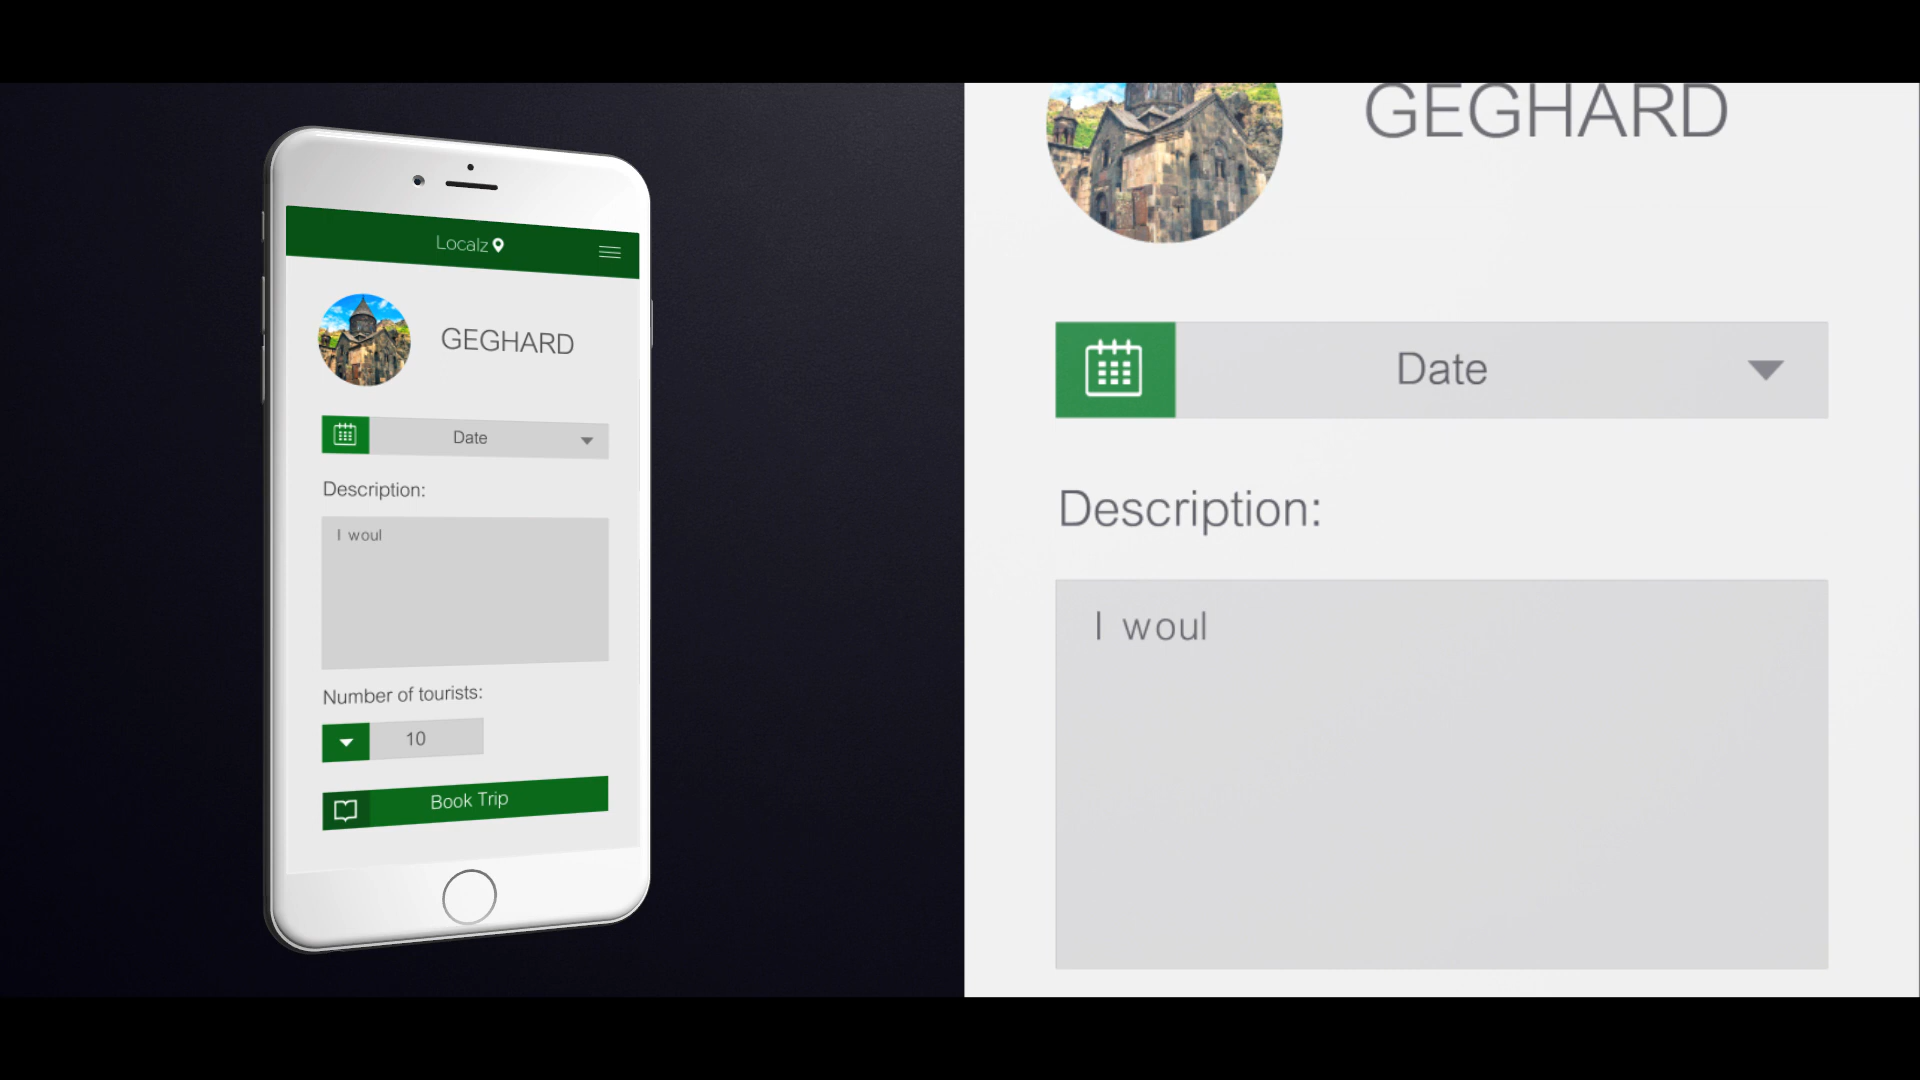 Localz
GEGHARD
Date
Description:
I woul
Number of tourists:
10
Book Trip
GEGHARD
Date
Description:
I woul